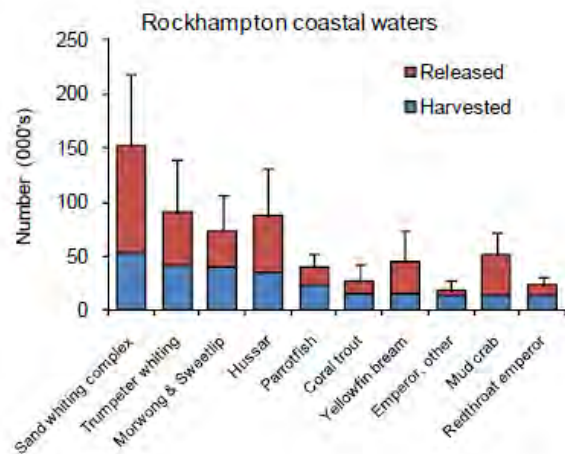 Rockhampton coastal waters
250
200
150
100
50
0
Number (000's)
Released
Harvested
Sand whiting complex
Trumpeter whiting
Morwong & Sweetlip
Hussar
Parrotfish
Coral trout
Yellowfin bream
Emperor, other
Mud crab
Redthroat emperor